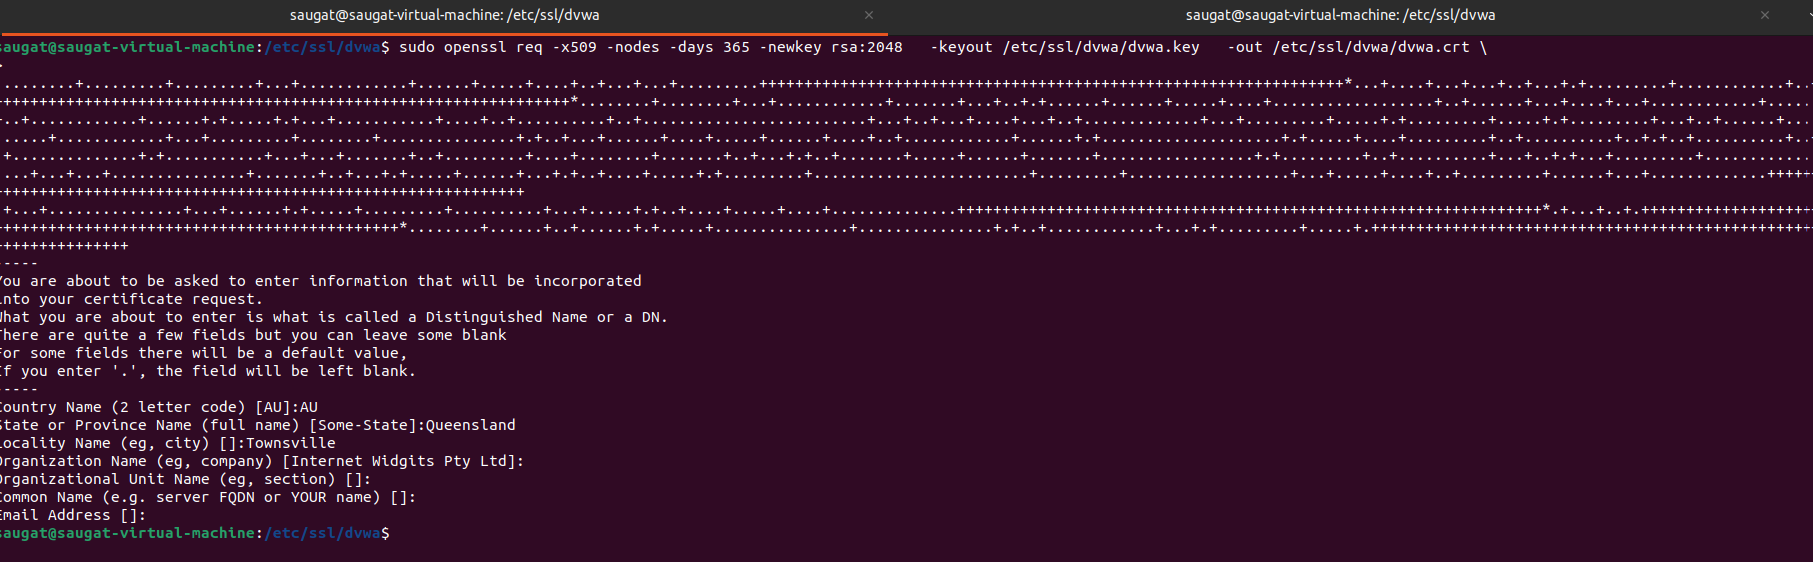 saugat@saugat-virtual-machine: /etc/ssl/dvwa × saugat@saugat-virtual-machine: /etc/ssl/dvwa ×
saugat@saugat-virtual-machine:/etc/ssl/dvwa$ sudo openssl req -x509 -nodes -days 365 -newkey rsa:2048   -keyout /etc/ssl/dvwa/dvwa.key   -out /etc/ssl/dvwa/dvwa.crt \
>
-----
You are about to be asked to enter information that will be incorporated
into your certificate request.
What you are about to enter is what is called a Distinguished Name or a DN.
There are quite a few fields but you can leave some blank
For some fields there will be a default value,
If you enter '.', the field will be left blank.
-----
Country Name (2 letter code) [AU]:AU
State or Province Name (full name) [Some-State]:Queensland
Locality Name (eg, city) []:Townsville
Organization Name (eg, company) [Internet Widgits Pty Ltd]:
Organizational Unit Name (eg, section) []:
Common Name (e.g. server FQDN or YOUR name) []:
Email Address []:
saugat@saugat-virtual-machine:/etc/ssl/dvwa$